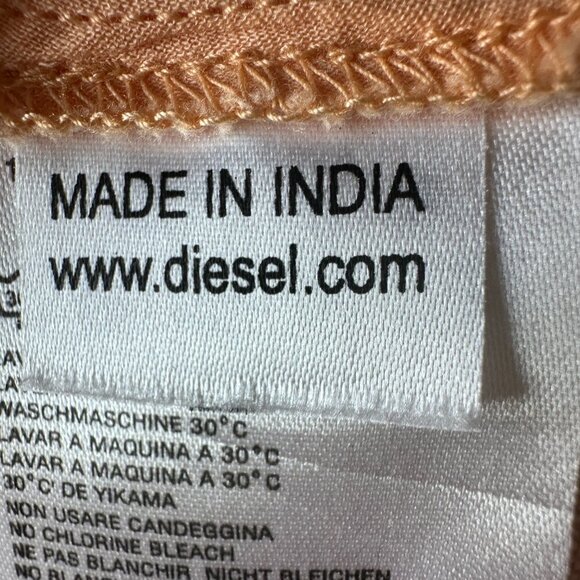 MADE IN INDIA
www.diesel.com
WASCHMASCHINE 30°C
LAVAR A MAQUINA A 30°C
LAVAR A MAQUINA A 30°C
30°C' DE YIKAMA
NON USARE CANDEGGINA
NO CHLORINE BLEACH
NE PAS BLANCHIR NICHT BLEICHEN